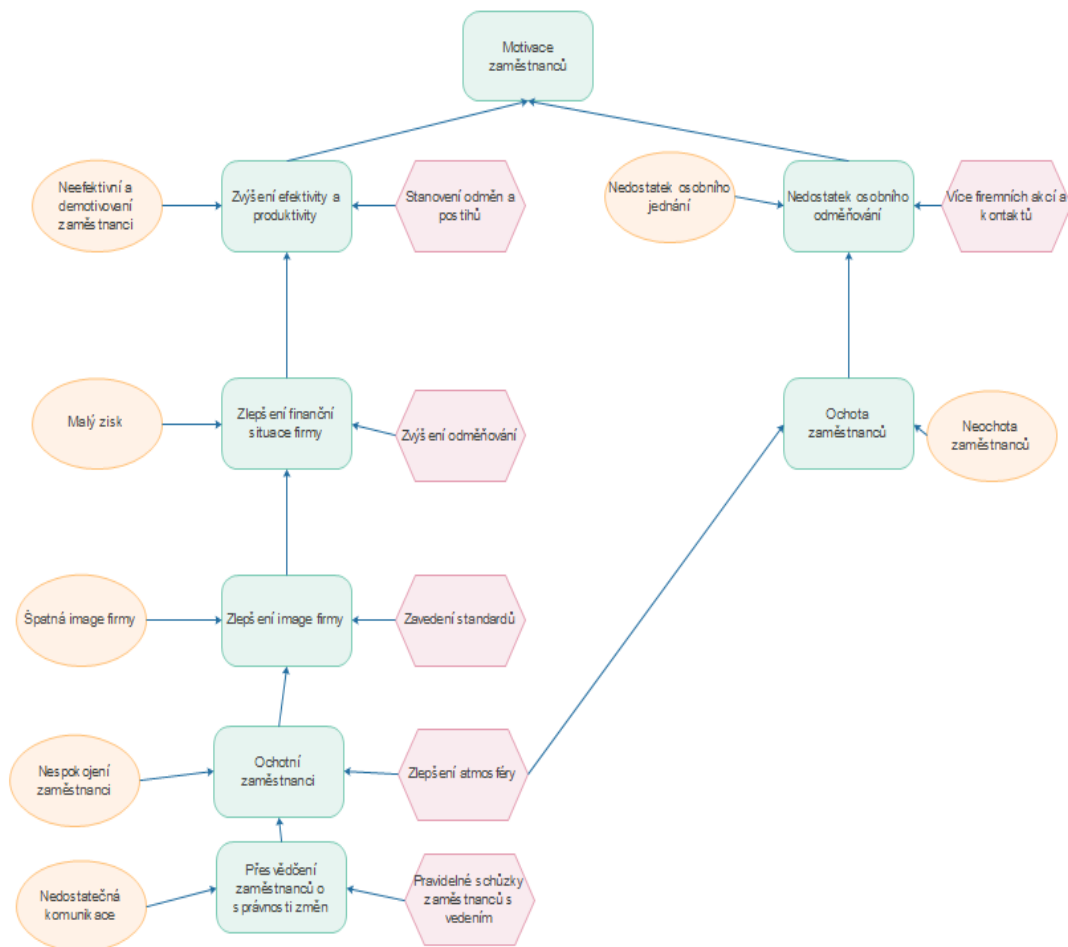 Motivace
zaměstnanců
Neefektivní a
demotivovaní
zaměstnanci
Zvýšení efektivity a
produktivity
Stanovení odměn a
postihů
Nedostatek osobního
jednání
Nedostatek osobního
odměňování
Více firemních akcí a
kontaktů
Malý zisk
Zlepšení finanční
situace firmy
Zvýšení odměňování
Ochota
zaměstnanců
Neochota
zaměstnanců
Špatná image firmy
Zlepšení image firmy
Zavedení standardů
Nespokojení
zaměstnanci
Ochotní
zaměstnanci
Zlepšení atmosféry
Nedostatečná
komunikace
Přesvědčení
zaměstnanců o
správnosti změn
Pravidelné schůzky
zaměstnanců s
vedením